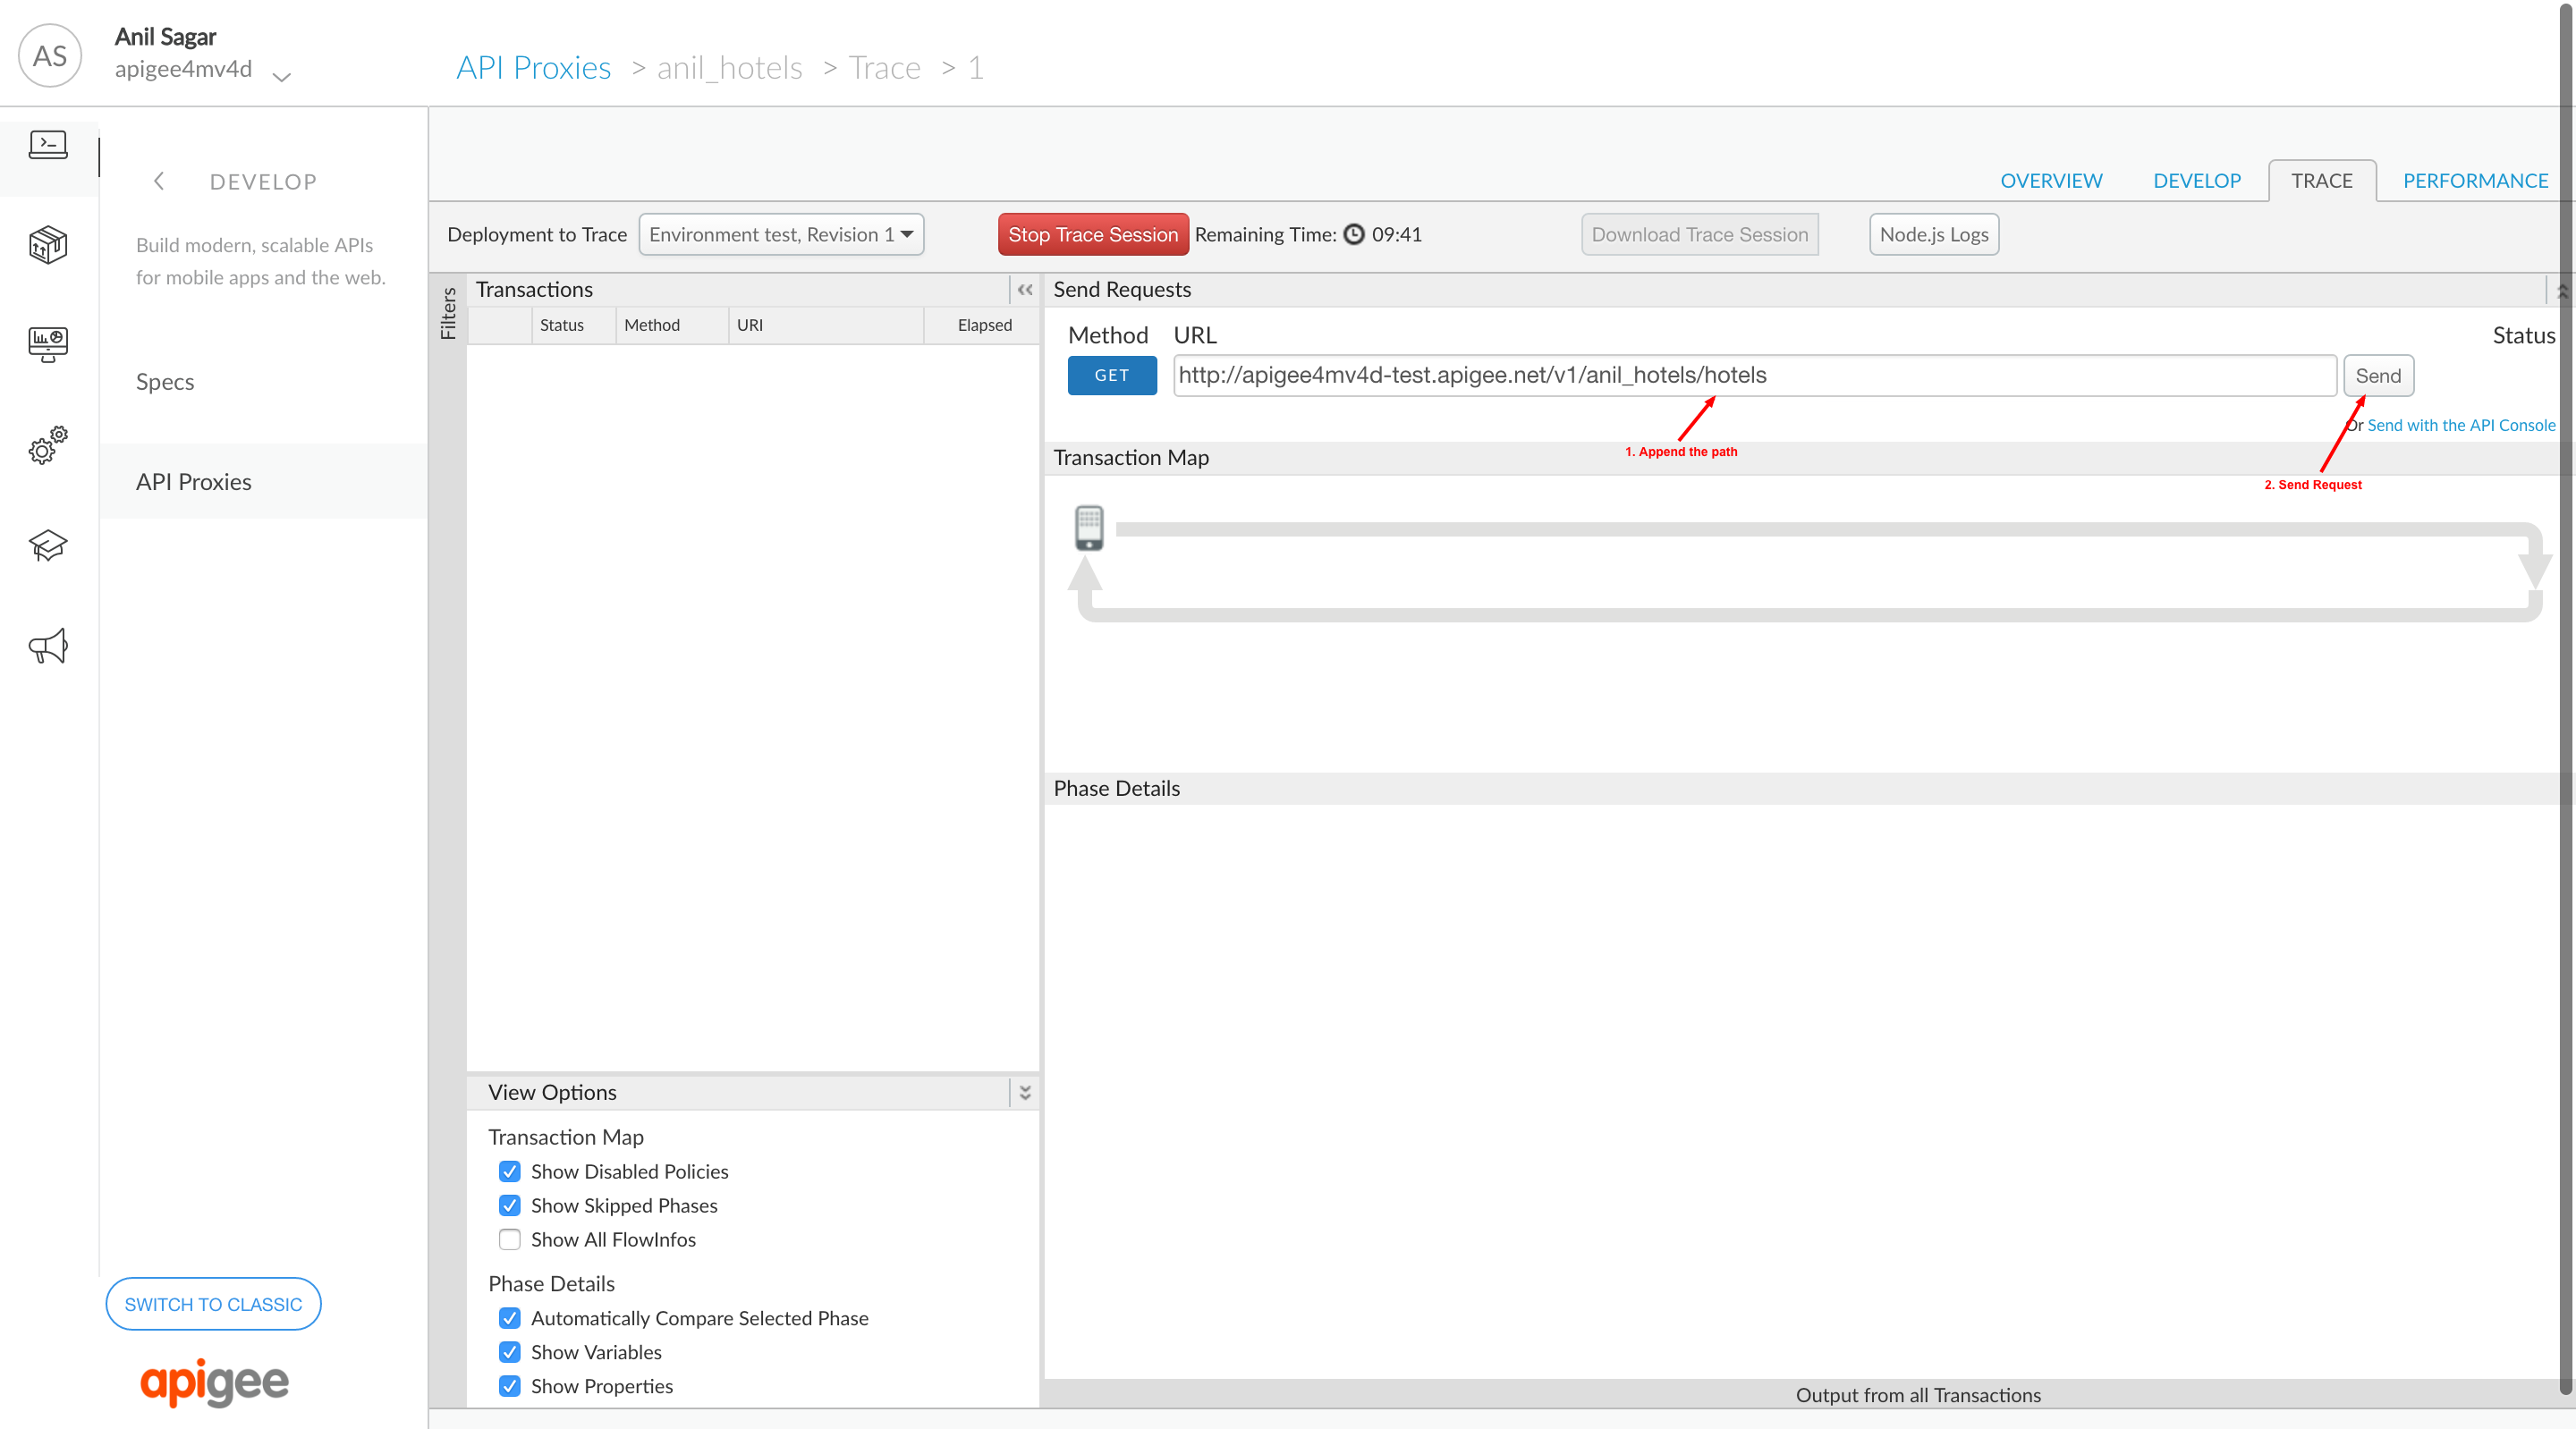 AS
Anil Sagar
apigee4mv4d
API Proxies > anil_hotels > Trace > 1
DEVELOP
Build modern, scalable APIs
for mobile apps and the web.
Specs
API Proxies
SWITCH TO CLASSIC
apigee
OVERVIEW
DEVELOP
TRACE
PERFORMANCE
Deployment to Trace
Environment test, Revision 1
Stop Trace Session
Remaining Time: 09:41
Download Trace Session
Node.js Logs
Filters
Transactions
Status
Method
URI
Elapsed
View Options
Transaction Map
Show Disabled Policies
Show Skipped Phases
Show All FlowInfos
Phase Details
Automatically Compare Selected Phase
Show Variables
Show Properties
Send Requests
Method
URL
Status
GET
http://apigee4mv4d-test.apigee.net/v1/anil_hotels/hotels
Send
Or Send with the API Console
1. Append the path
2. Send Request
Transaction Map
Phase Details
Output from all Transactions